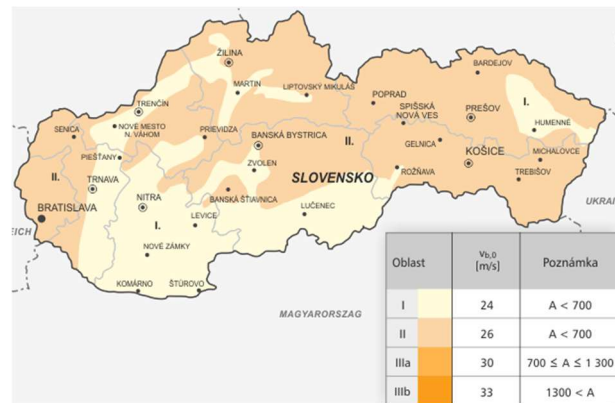 ŽILINA
BARDEJOV
MARTIN
LIPTOVSKÝ MIKULÁŠ
POPRAD
TRENČÍN
SPIŠSKÁ
NOVÁ VES
PREŠOV
I.
SENICA
NOVÉ MESTO
N. VÁHOM
PRIEVIDZA
BANSKÁ BYSTRICA
II.
HUMENNÉ
GELNICA
PIEŠŤANY
ZVOLEN
KOŠICE
MICHALOVCE
II.
TRNAVA
SLOVENSKO
ROŽŇAVA
TREBIŠOV
BANSKÁ ŠTIAVNICA
NITRA
BRATISLAVA
I.
LEVICE
LUČENEC
UKRAI
EICH
NOVÉ ZÁMKY
KOMÁRNO
ŠTÚROVO
MAGYARORSZAG
Oblast
vb,0
[m/s]
Poznámka
I 24 A < 700
II 26 A < 700
IIIa 30 700 ≤ A ≤ 1 300
IIIb 33 1300 < A